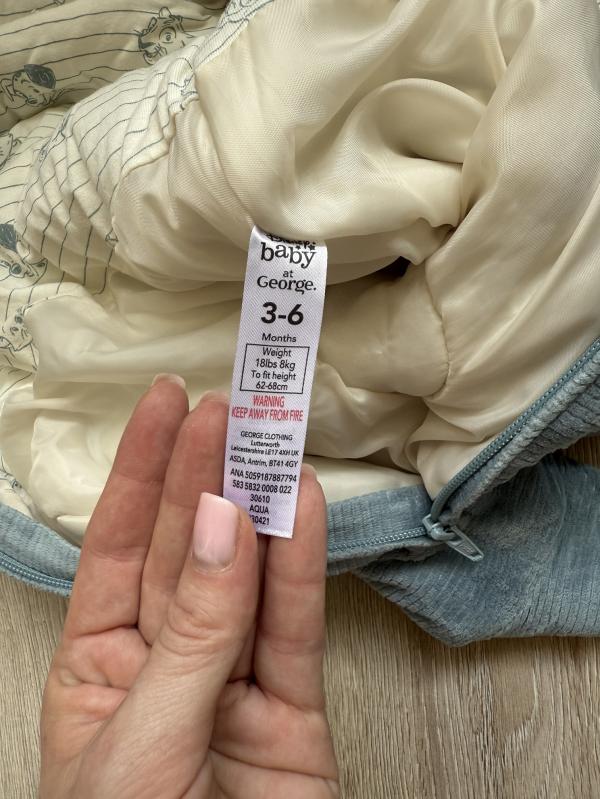 baby
at
George.
3-6
Months
Weight
18lbs 8kg
To fit height
62-68cm
WARNING
KEEP AWAY FROM FIRE
GEORGE CLOTHING
Lutterworth
Leicestershire LE17 4XH UK
ASDA, Antrim, BT41 4GY
ANA 5059187887794
583 5832 0008 022
30610
AQUA